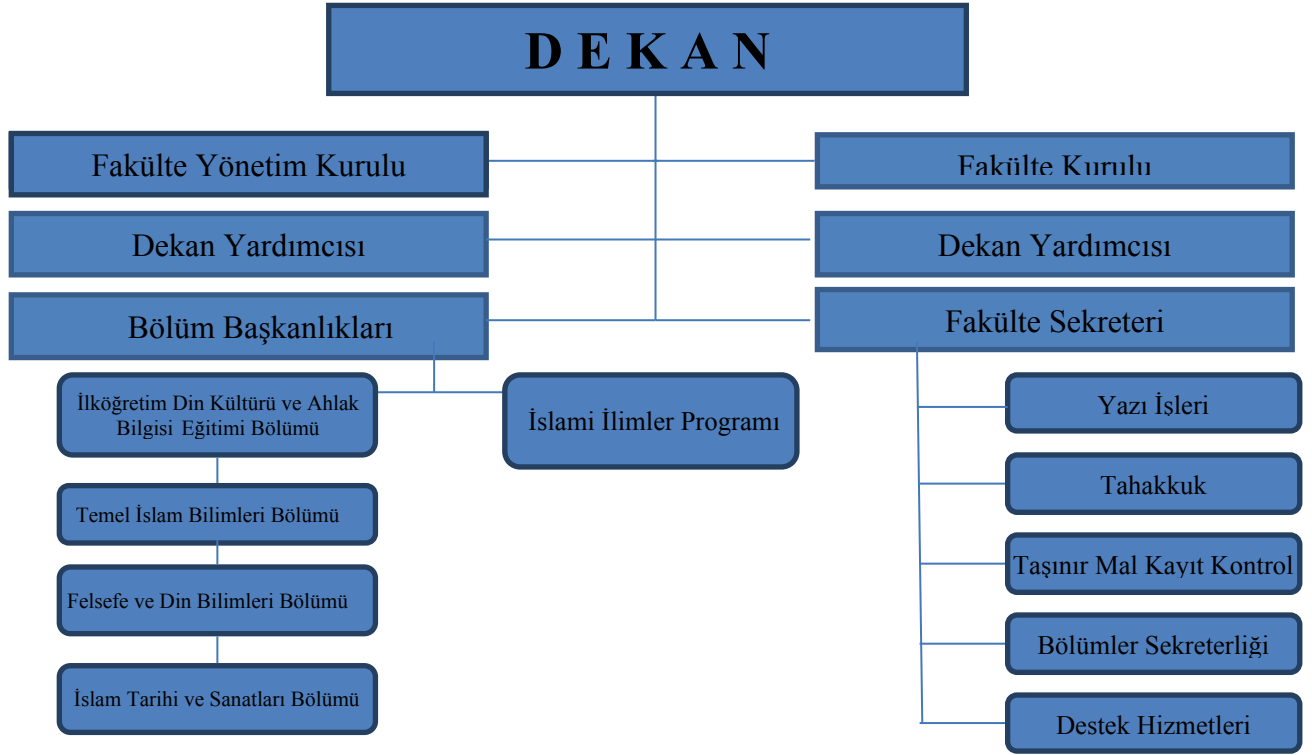 D E K A N
Fakülte Yönetim Kurulu
Fakülte Kurulu
Dekan Yardımcısı
Dekan Yardımcısı
Bölüm Başkanlıkları
Fakülte Sekreteri
İlköğretim Din Kültürü ve Ahlak
Bilgisi Eğitimi Bölümü
İslami İlimler Programı
Temel İslam Bilimleri Bölümü
Felsefe ve Din Bilimleri Bölümü
İslam Tarihi ve Sanatları Bölümü
Yazı İşleri
Tahakkuk
Taşınır Mal Kayıt Kontrol
Bölümler Sekreterliği
Destek Hizmetleri